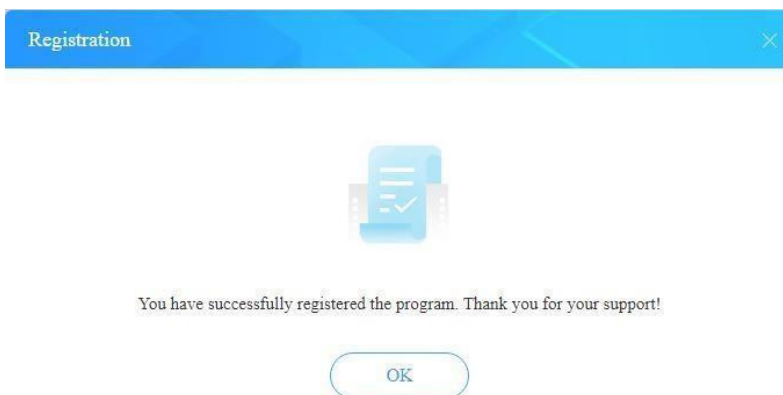 Registration
You have successfully registered the program. Thank you for your support!
OK